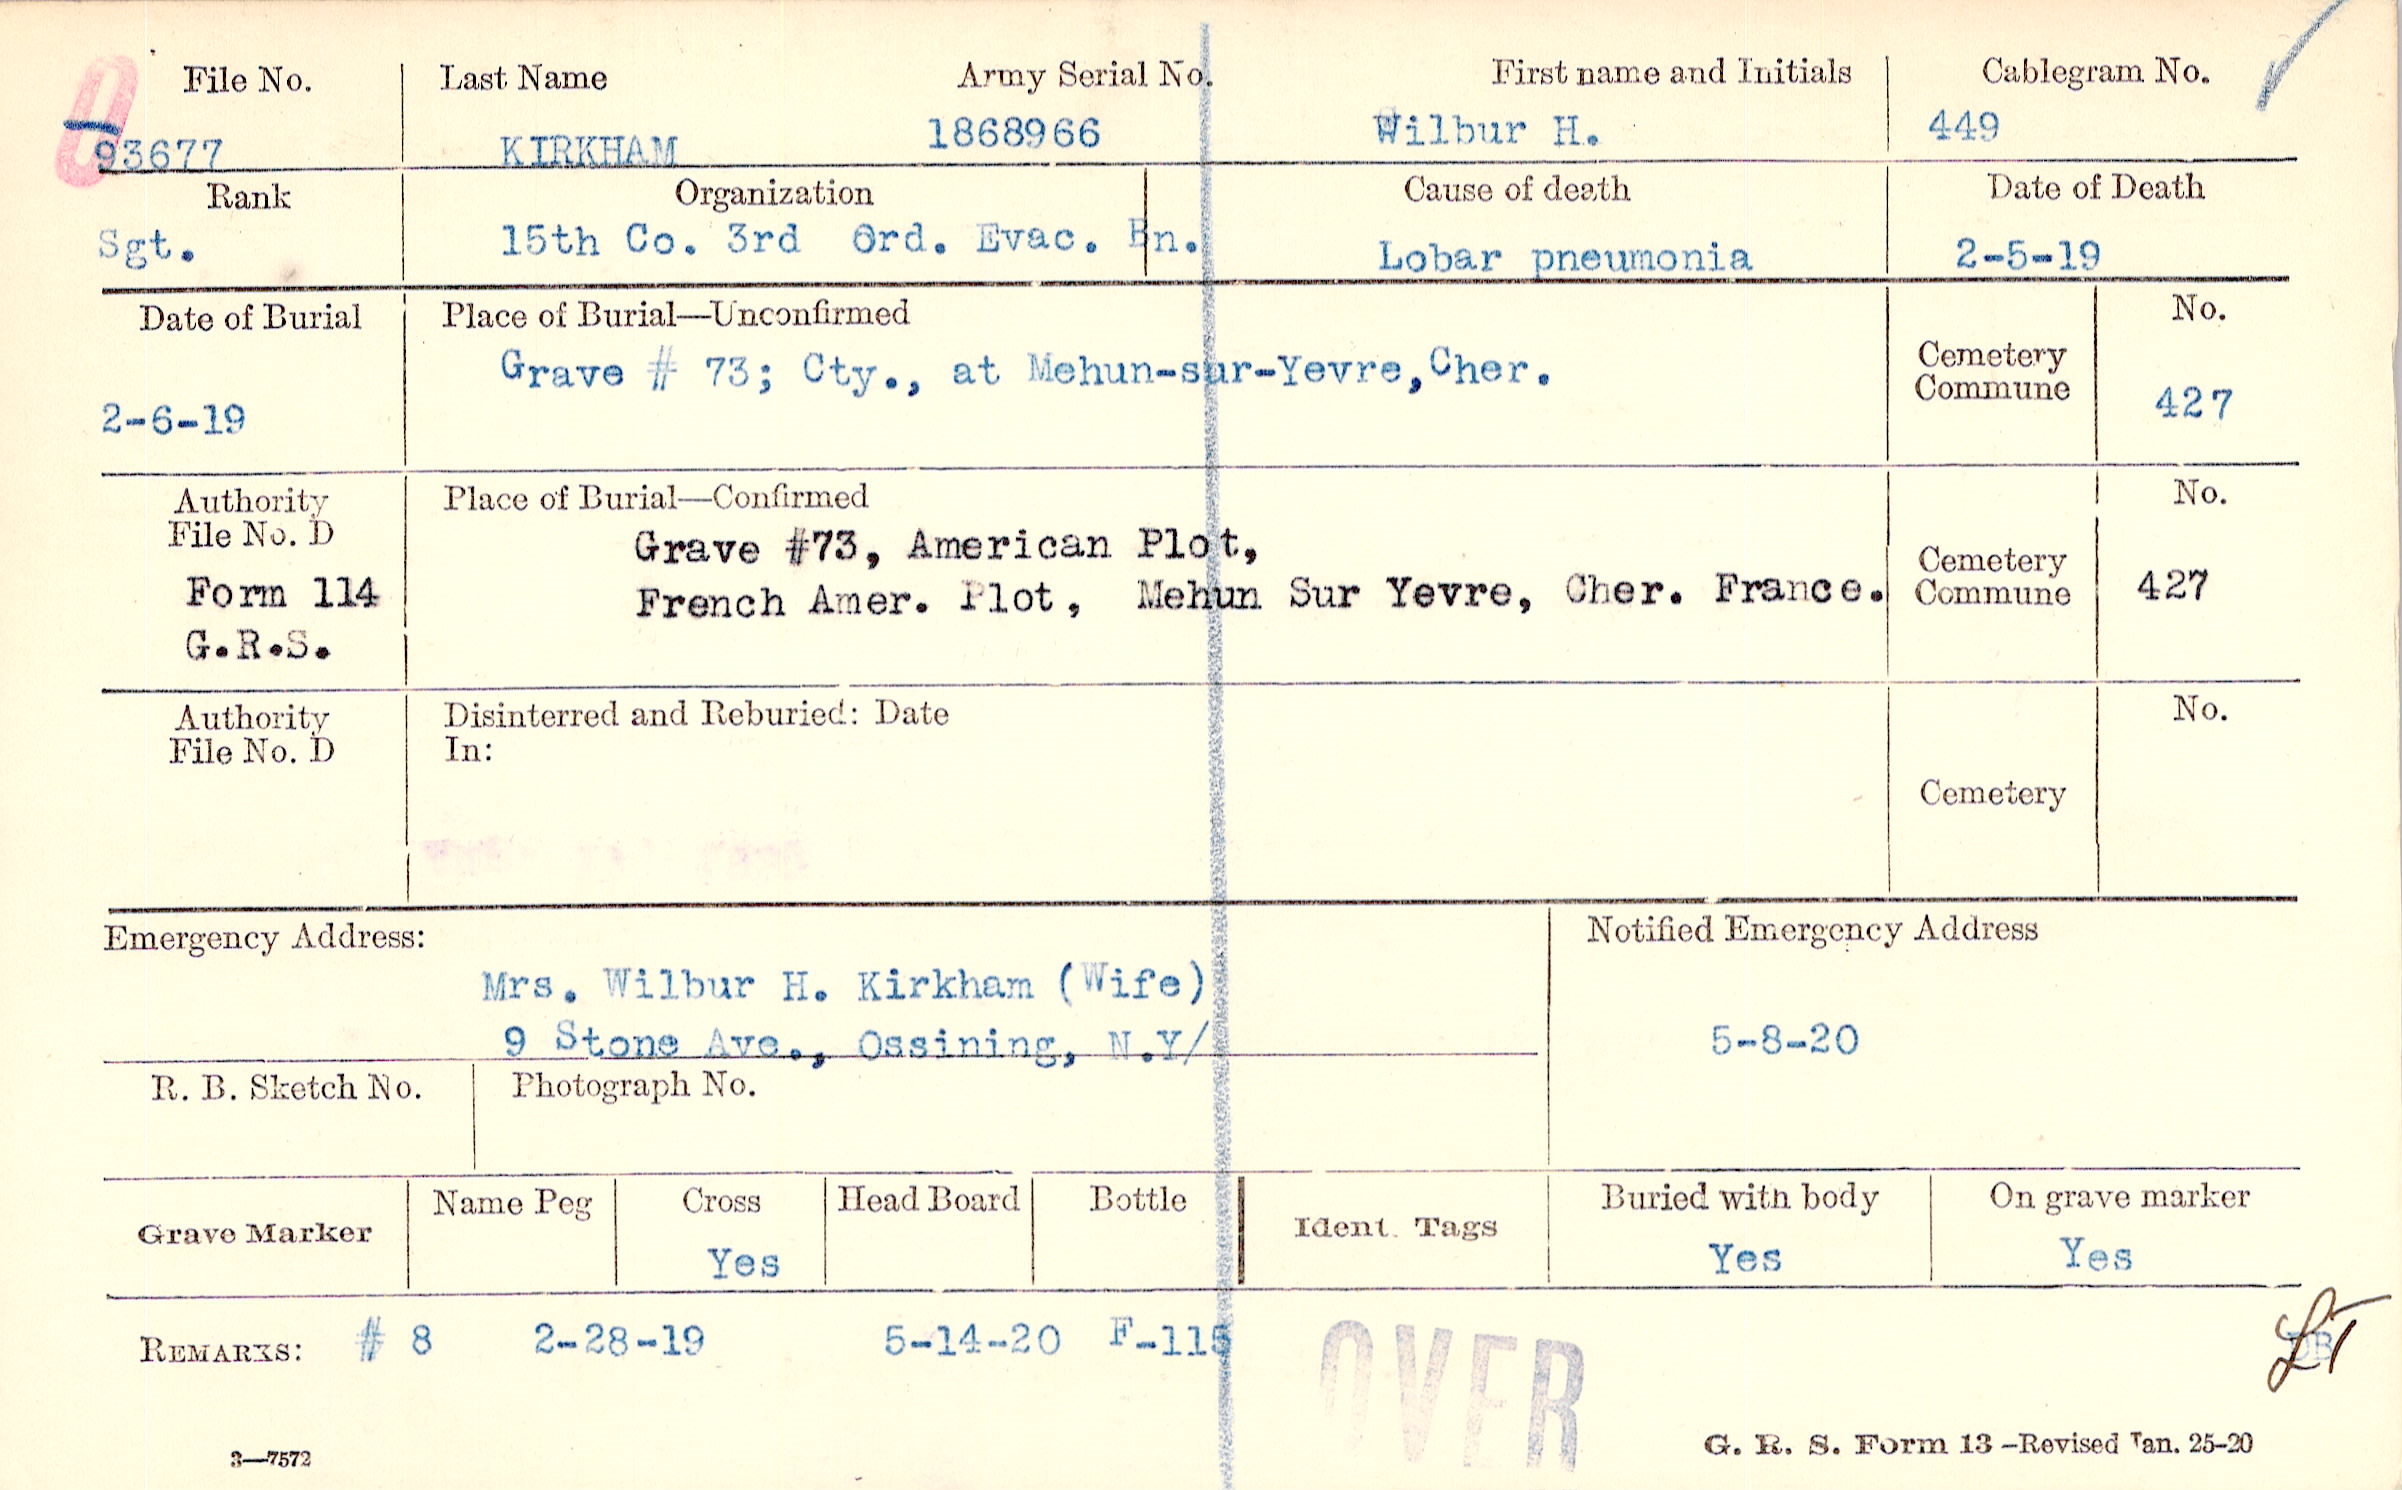 File No. Last Name Army Serial No. First name and Initials Cablegram No.
93677 KIRKHAM 1868966 Wilbur H. 449
Rank Organization Cause of death Date of Death
Sgt. 15th Co. 3rd Ord. Evac. Bn. Lobar pneumonia 2-5-19
Date of Burial Place of Burial—Unconfirmed No.
Grave # 73; Cty., at Mehun-sur-Yevre,Cher. Cemetery
Commune
2-6-19 427
Authority Place of Burial—Confirmed No.
File No. D
Grave #73, American Plot,
Form 114 French Amer. Plot, Mehun Sur Yevre, Cher. France. Cemetery
Commune 427
G.R.S.
Authority Disinterred and Reburied: Date No.
File No. D In:
Cemetery
Emergency Address: Notified Emergency Address
Mrs. Wilbur H. Kirkham (Wife)
9 Stone Ave., Ossining, N.Y/ 5-8-20
R. B. Sketch No. Photograph No.
Grave Marker Name Peg Cross Head Board Bottle Ident. Tags Buried with body On grave marker
Yes Yes Yes
REMARKS: # 8 2-28-19 5-14-20 F-115
OVER
3—7572 G. R. S. Form 13—Revised Jan. 25-20